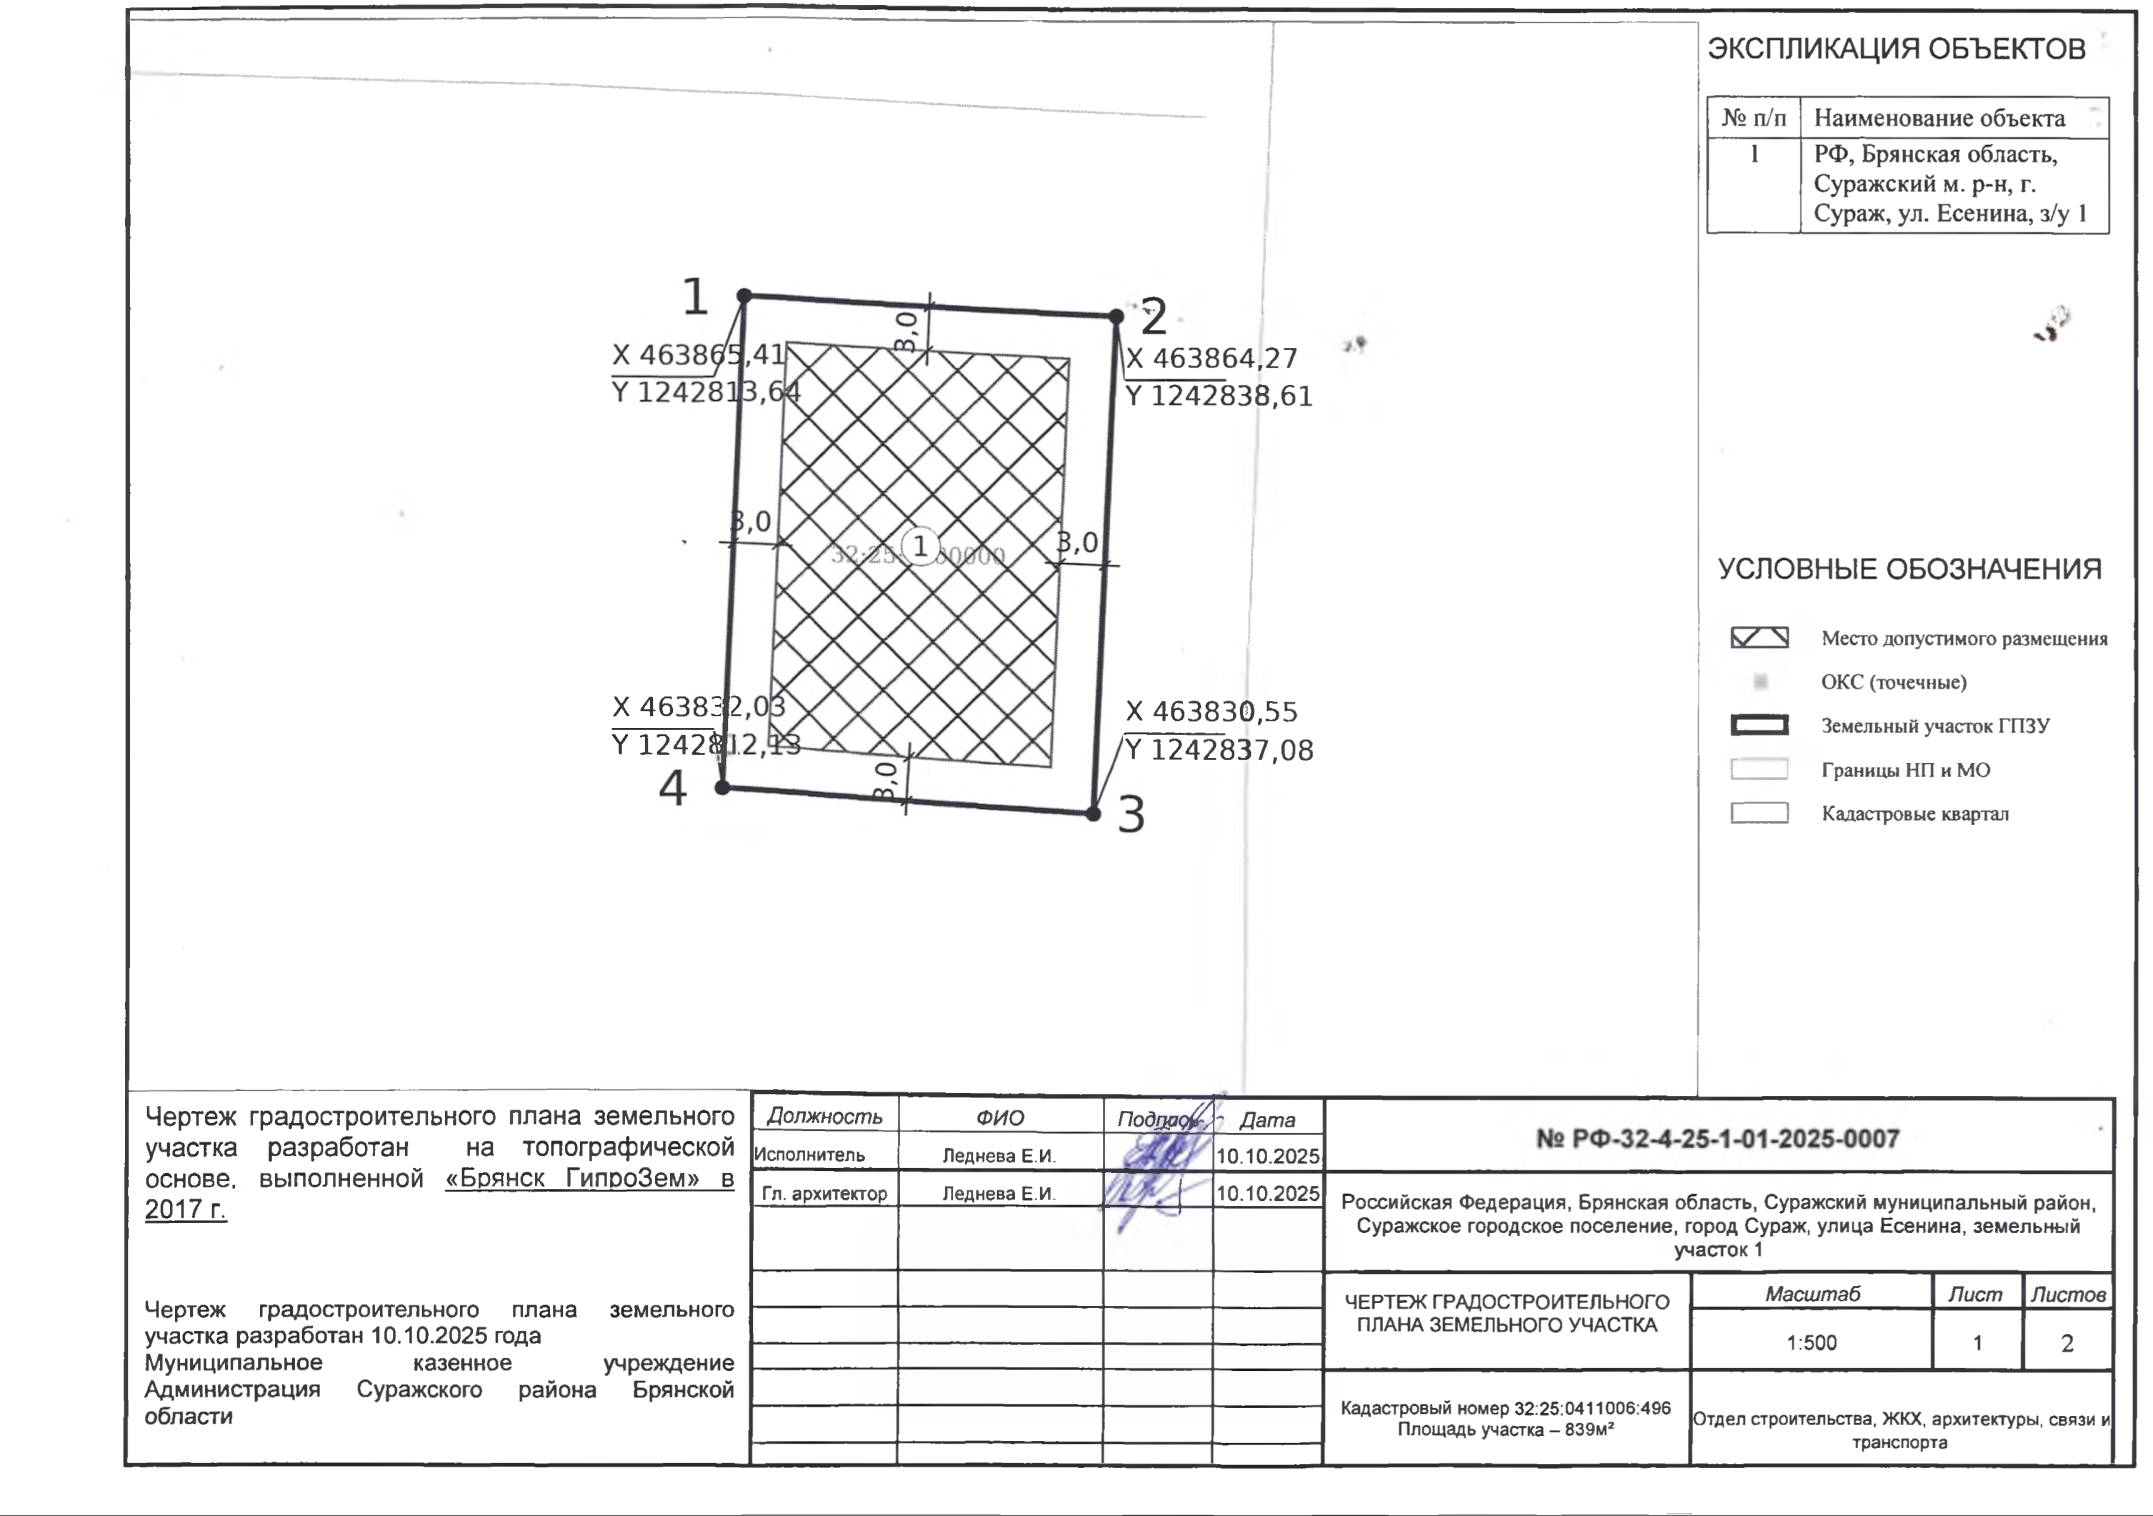 ЭКСПЛИКАЦИЯ ОБЪЕКТОВ
№ п/п Наименование объекта
1 РФ, Брянская область,
Суражский м. р-н, г.
Сураж, ул. Есенина, з/у 1
1
2
X 463865,41
Y 1242813,64
X 463864,27
Y 1242838,61
3,0
3,0
3,0
1
32:25: 00000
X 463832,03
Y 1242812,13
X 463830,55
Y 1242837,08
3,0
4
3
УСЛОВНЫЕ ОБОЗНАЧЕНИЯ
Место допустимого размещения
ОКС (точечные)
Земельный участок ГПЗУ
Границы НП и МО
Кадастровые квартал
Чертеж градостроительного плана земельного
участка разработан на топографической
основе, выполненной «Брянск ГипроЗем» в
2017 г.
Чертеж градостроительного плана земельного
участка разработан 10.10.2025 года
Муниципальное казенное учреждение
Администрация Суражского района Брянской
области
Должность ФИО Подпись Дата
Исполнитель Леднева Е.И. 10.10.2025
Гл. архитектор Леднева Е.И. 10.10.2025
№ РФ-32-4-25-1-01-2025-0007
Российская Федерация, Брянская область, Суражский муниципальный район,
Суражское городское поселение, город Сураж, улица Есенина, земельный
участок 1
ЧЕРТЕЖ ГРАДОСТРОИТЕЛЬНОГО
ПЛАНА ЗЕМЕЛЬНОГО УЧАСТКА
Масштаб Лист Листов
1:500 1 2
Кадастровый номер 32:25:0411006:496
Площадь участка – 839м²
Отдел строительства, ЖКХ, архитектуры, связи и
транспорта